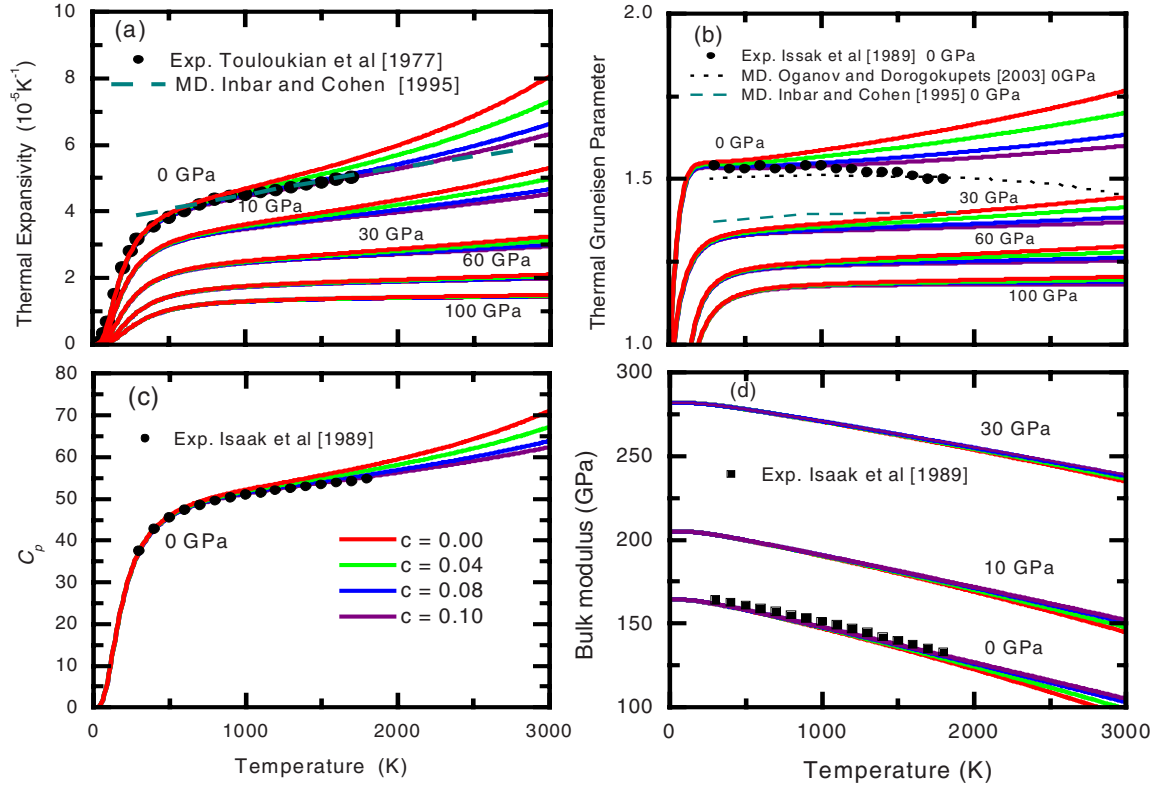 (a)
Exp. Touloukian et al [1977]
MD. Inbar and Cohen [1995]
0 GPa
10 GPa
30 GPa
60 GPa
100 GPa
Thermal Expansivity (10⁻⁵K⁻¹)
10
8
6
4
2
0
(b)
Exp. Issak et al [1989] 0 GPa
MD. Oganov and Dorogokupets [2003] 0GPa
MD. Inbar and Cohen [1995] 0 GPa
0 GPa
30 GPa
60 GPa
100 GPa
Thermal Gruneisen Parameter
2.0
1.5
1.0
(c)
Exp. Isaak et al [1989]
0 GPa
c = 0.00
c = 0.04
c = 0.08
c = 0.10
Cₚ
80
70
60
50
40
30
20
10
0
0 1000 2000 3000
Temperature (K)
(d)
30 GPa
Exp. Isaak et al [1989]
10 GPa
0 GPa
Bulk modulus (GPa)
300
250
200
150
100
0 1000 2000 3000
Temperature (K)